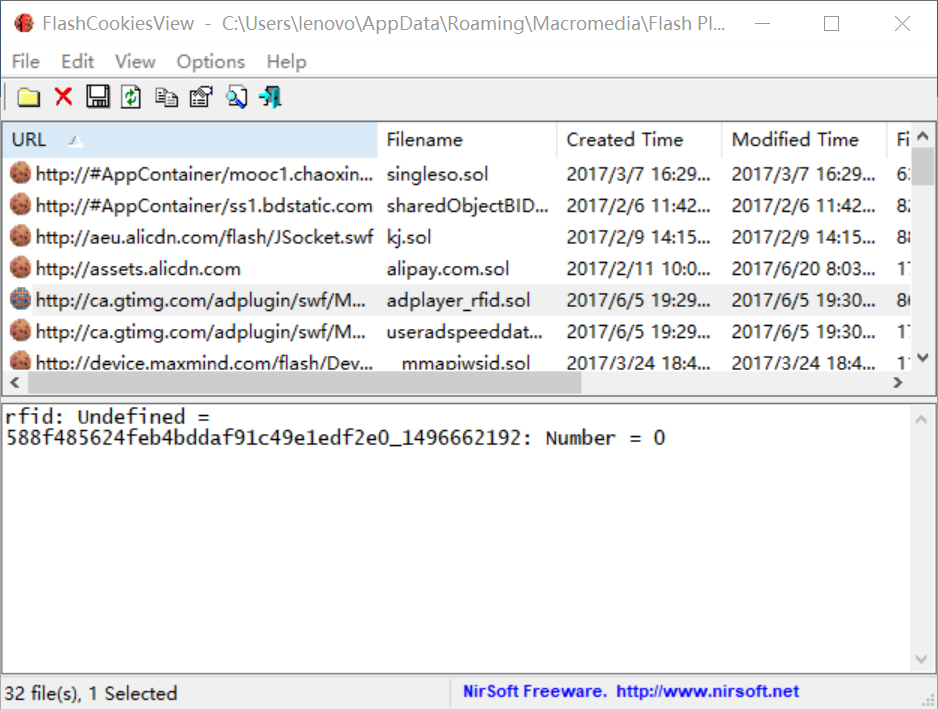 FlashCookiesView - C:\Users\lenovo\AppData\Roaming\Macromedia\Flash Pl...
File Edit View Options Help
URL Filename Created Time Modified Time Fi
http://#AppContainer/mooc1.chaoxin... singleso.sol 2017/3/7 16:29... 2017/3/7 16:29... 63
http://#AppContainer/ss1.bdstatic.com sharedObjectBID... 2017/2/6 11:42... 2017/2/6 11:42... 82
http://aeu.alicdn.com/flash/JSocket.swf kj.sol 2017/2/9 14:15... 2017/2/9 14:15... 88
http://assets.alicdn.com alipay.com.sol 2017/2/11 10:0... 2017/6/20 8:03... 17
http://ca.gtimg.com/adplugin/swf/M... adplayer_rfid.sol 2017/6/5 19:29... 2017/6/5 19:30... 86
http://ca.gtimg.com/adplugin/swf/M... useradspeeddat... 2017/6/5 19:29... 2017/6/5 19:30... 17
http://device.maxmind.com/flash/Dev... __mmapiwsid.sol 2017/3/24 18:4... 2017/3/24 18:4... 11
rfid: Undefined =
588f485624feb4bddaf91c49e1edf2e0_1496662192: Number = 0
32 file(s), 1 Selected NirSoft Freeware. http://www.nirsoft.net